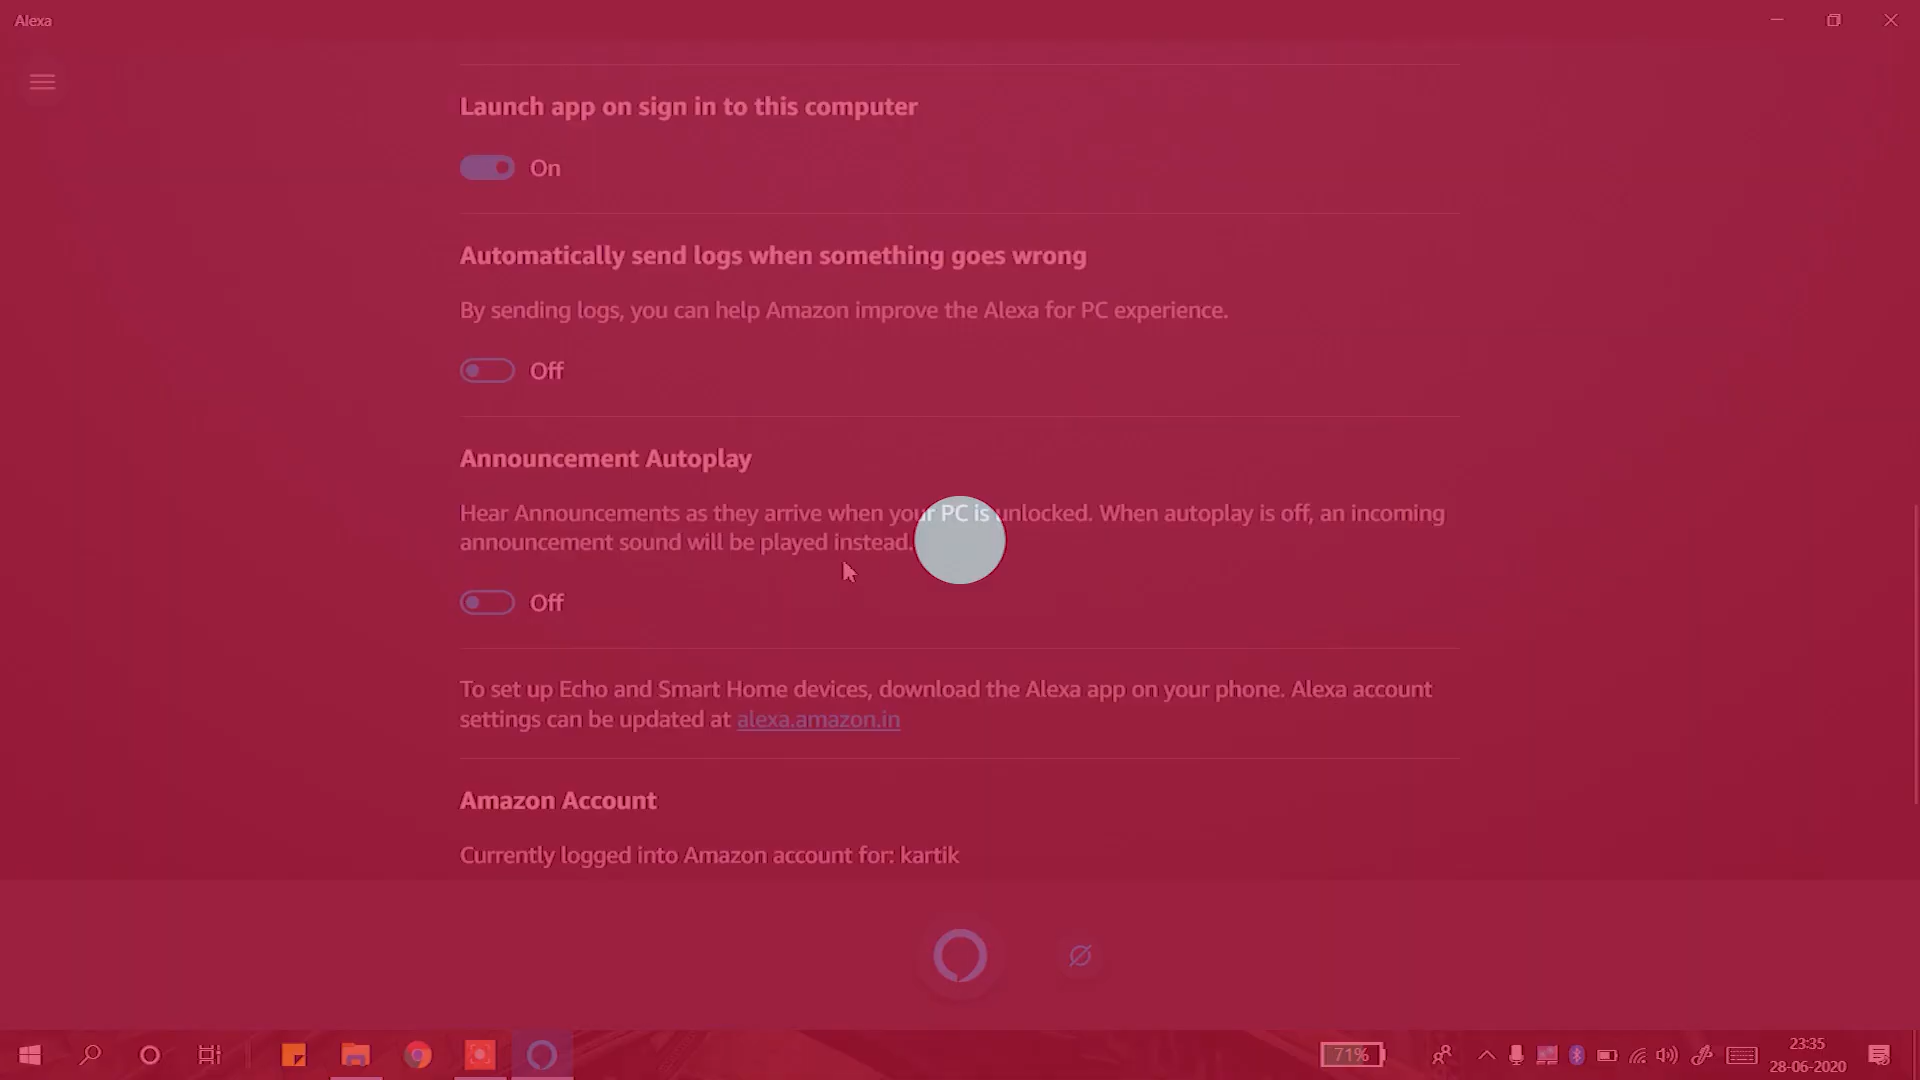 Alexa
Launch app on sign in to this computer
On
Automatically send logs when something goes wrong
By sending logs, you can help Amazon improve the Alexa for PC experience.
Off
Announcement Autoplay
Hear Announcements as they arrive when your PC is unlocked. When autoplay is off, an incoming
announcement sound will be played instead.
Off
To set up Echo and Smart Home devices, download the Alexa app on your phone. Alexa account
settings can be updated at alexa.amazon.in
Amazon Account
Currently logged into Amazon account for: kartik
71%
23:35
28-06-2020